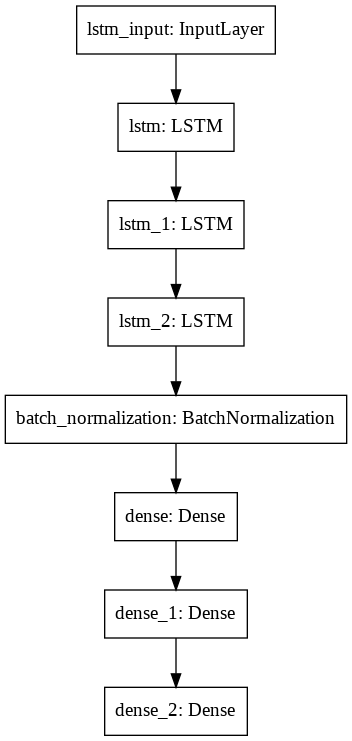 lstm_input: InputLayer
lstm: LSTM
lstm_1: LSTM
lstm_2: LSTM
batch_normalization: BatchNormalization
dense: Dense
dense_1: Dense
dense_2: Dense